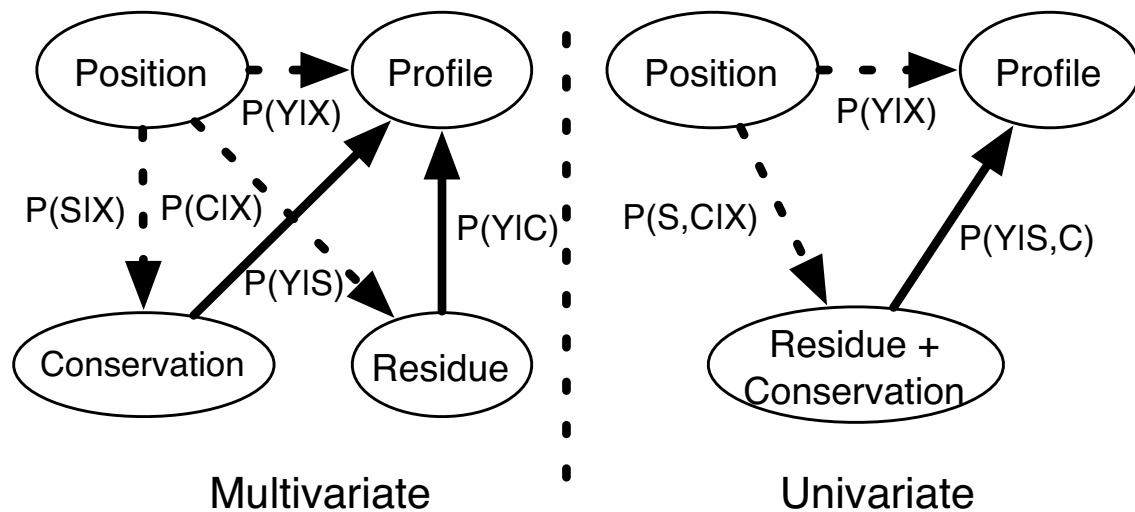 Position
Profile
P(Y|X)
P(S|X)
P(C|X)
P(Y|C)
P(Y|S)
Conservation
Residue
Multivariate
Position
Profile
P(Y|X)
P(S,C|X)
P(Y|S,C)
Residue +
Conservation
Univariate